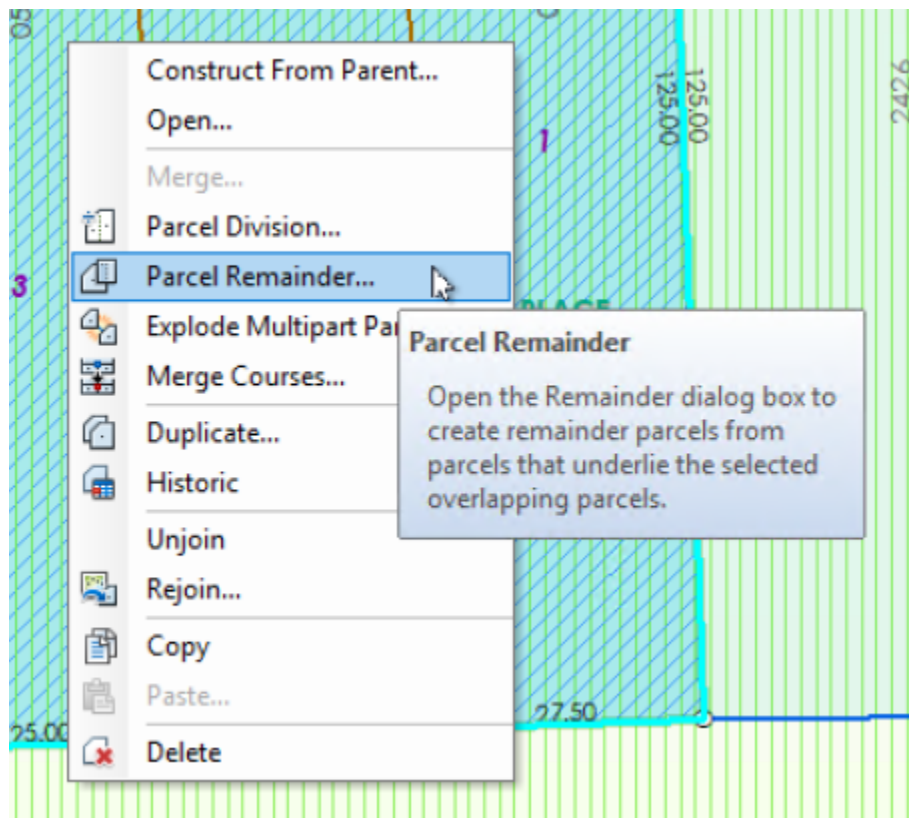 05
Construct From Parent...
Open...
125.00
125.00
2426
1
Merge...
Parcel Division...
3
Parcel Remainder...
PLACE
Explode Multipart Par
Parcel Remainder
Open the Remainder dialog box to
create remainder parcels from
parcels that underlie the selected
overlapping parcels.
Merge Courses...
Duplicate...
Historic
Unjoin
Rejoin...
Copy
Paste...
27.50
25.00
Delete